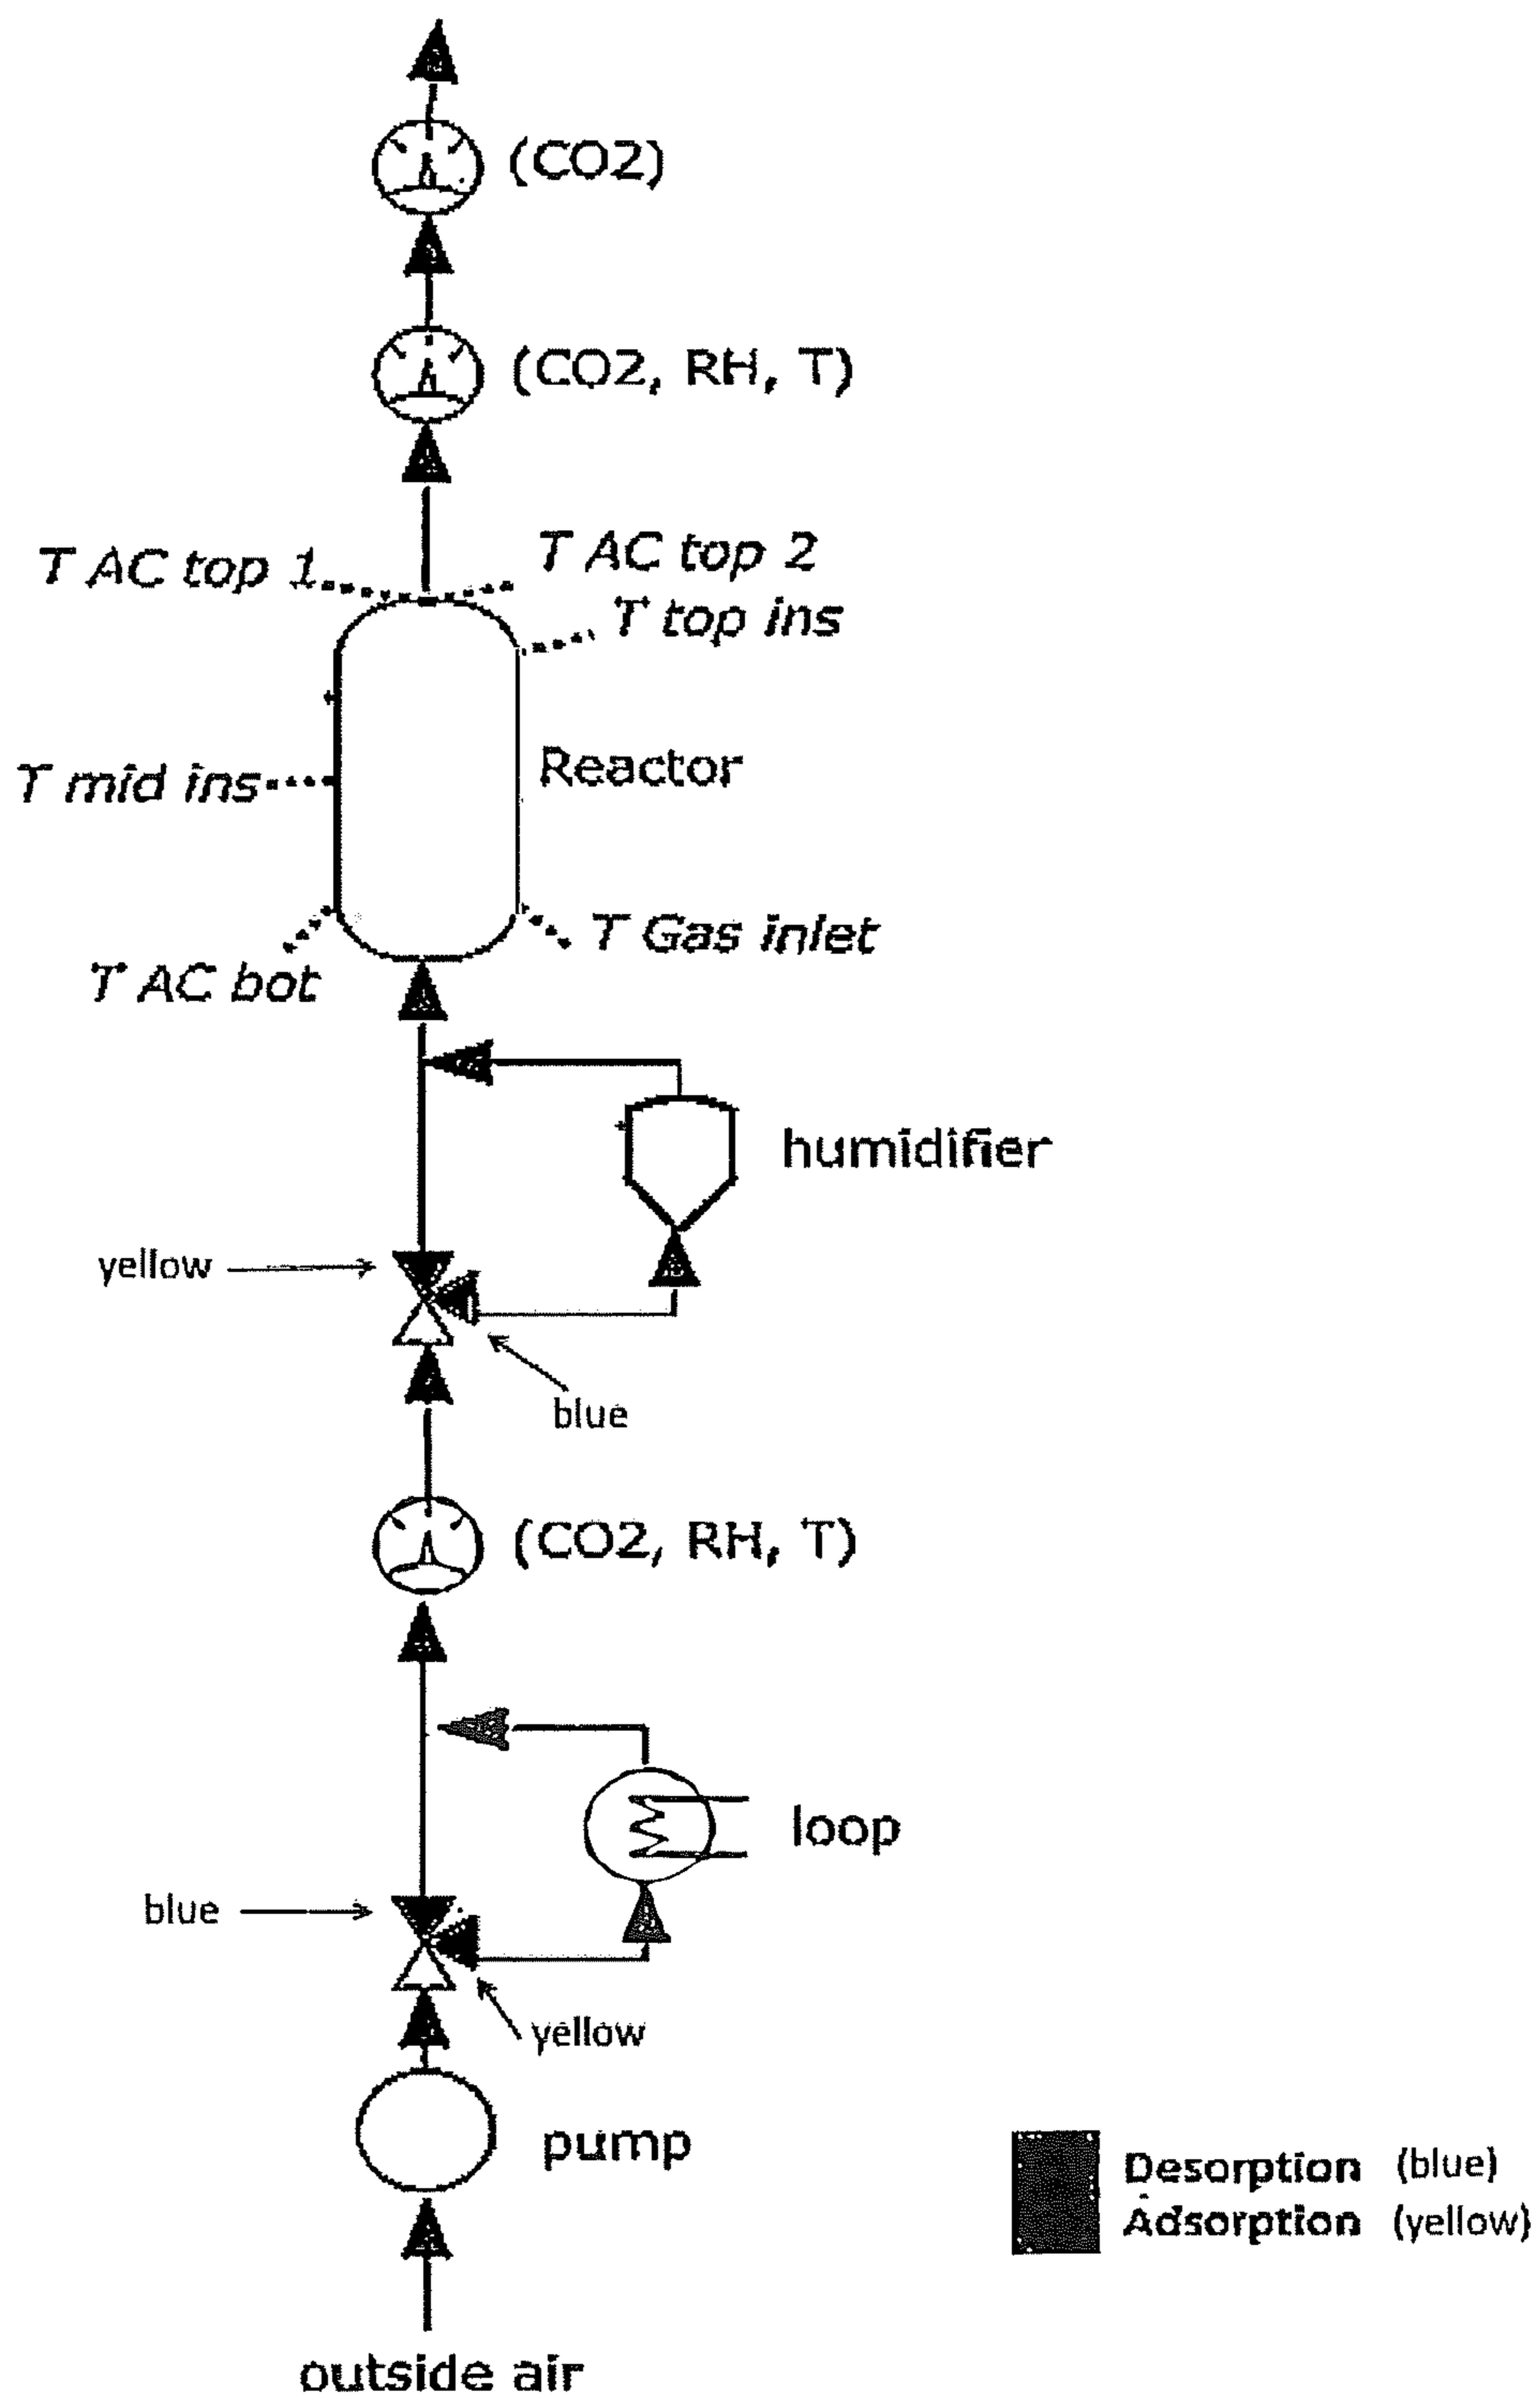 (CO2)
(CO2, RH, T)
T AC top 1
T AC top 2
T top ins
T mid ins
Reactor
T AC bot
T Gas inlet
humidifier
yellow
blue
(CO2, RH, T)
loop
blue
yellow
pump
Desorption (blue)
Adsorption (yellow)
outside air